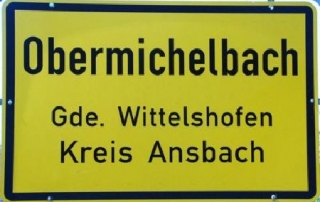 Obermichelbach
Gde. Wittelshofen
Kreis Ansbach